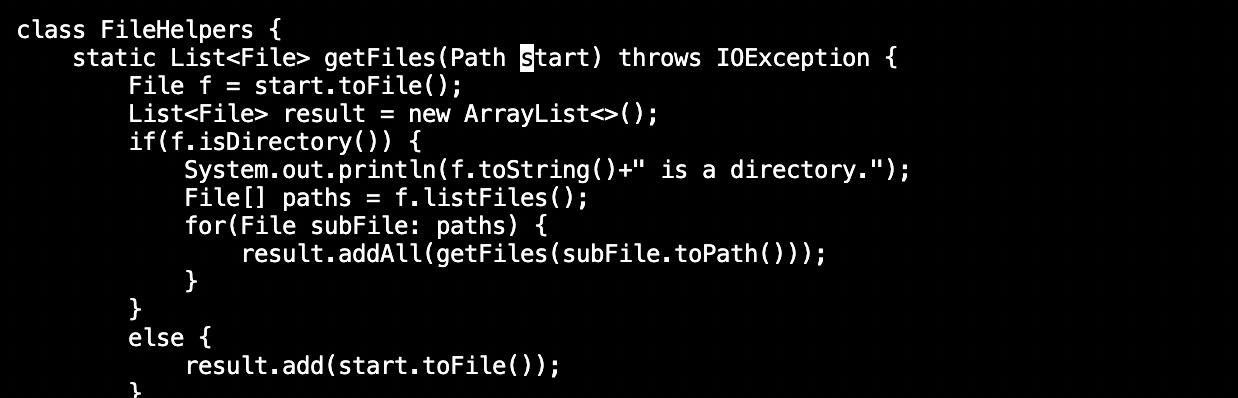 class FileHelpers {
    static List<File> getFiles(Path start) throws IOException {
        File f = start.toFile();
        List<File> result = new ArrayList<>();
        if(f.isDirectory()) {
            System.out.println(f.toString()+" is a directory.");
            File[] paths = f.listFiles();
            for(File subFile: paths) {
                result.addAll(getFiles(subFile.toPath()));
            }
        }
        else {
            result.add(start.toFile());
        }